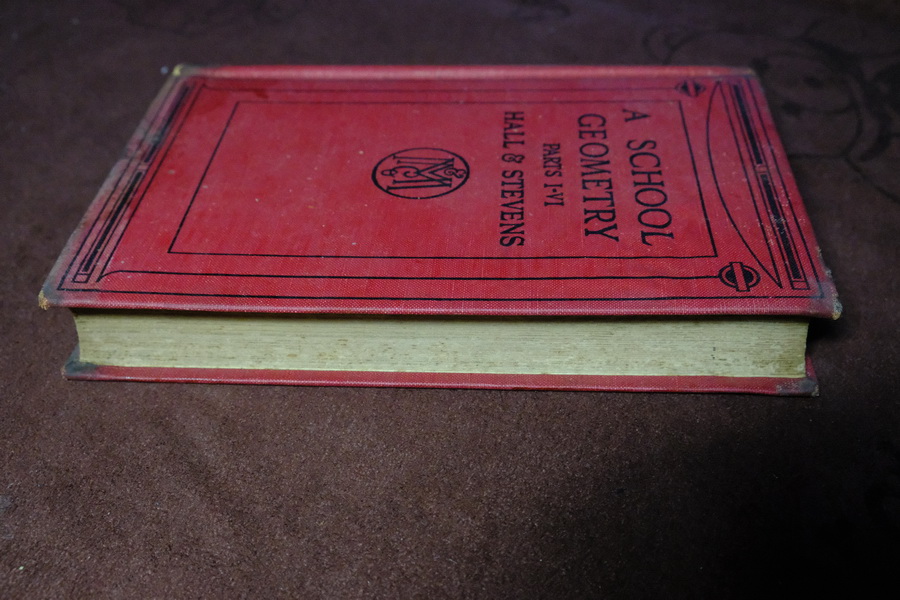 A SCHOOL
GEOMETRY
PARTS I-VI
HALL & STEVENS